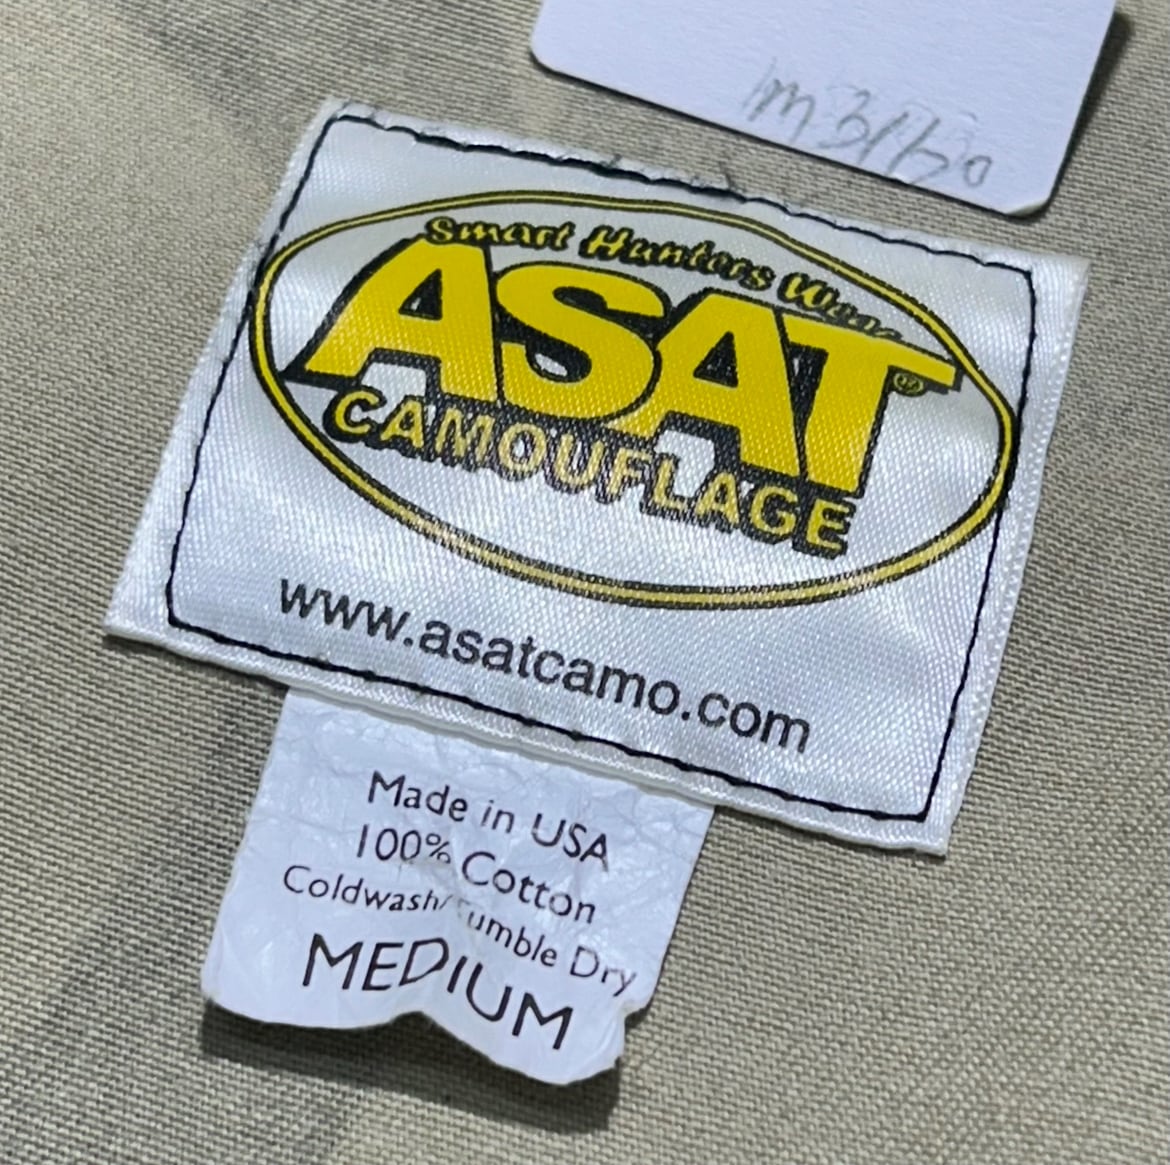 Smart Hunters Wear
ASAT®
CAMOUFLAGE
www.asatcamo.com
Made in USA
100% Cotton
Coldwash/Tumble Dry
MEDIUM